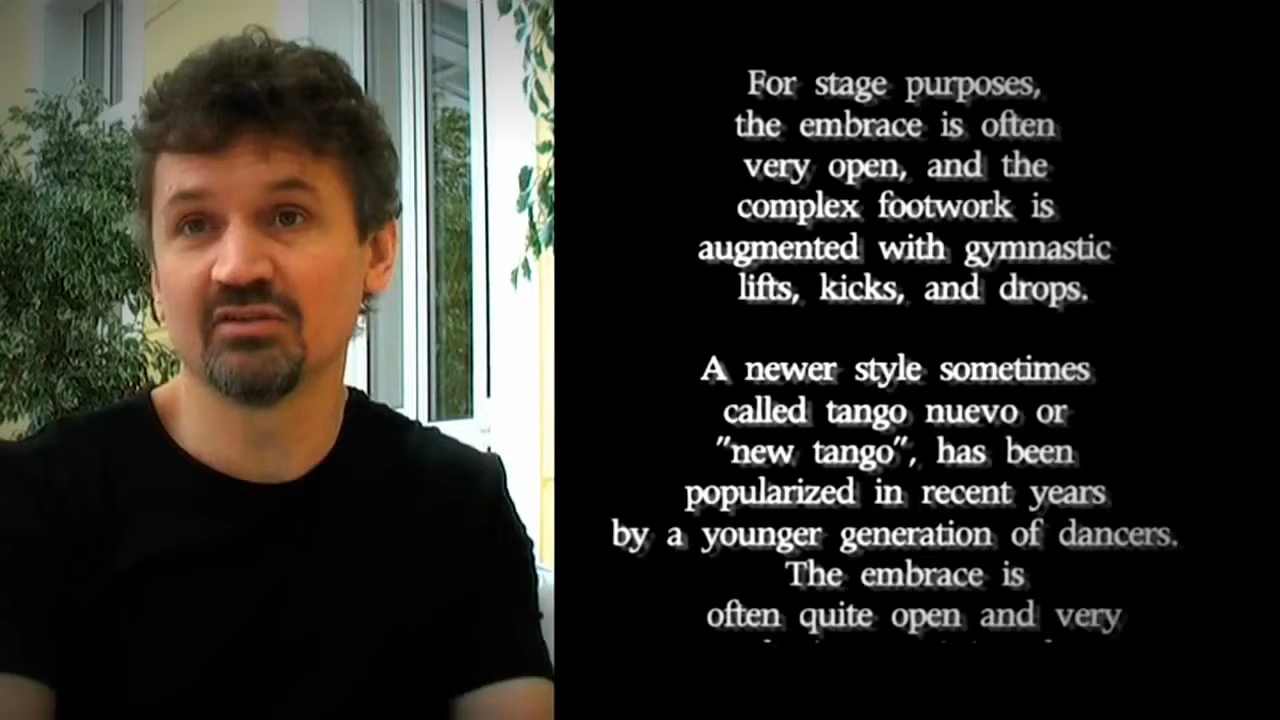 For stage purposes,
the embrace is often
very open, and the
complex footwork is
augmented with gymnastic
lifts, kicks, and drops.
A newer style sometimes
called tango nuevo or
"new tango", has been
popularized in recent years
by a younger generation of dancers.
The embrace is
often quite open and very